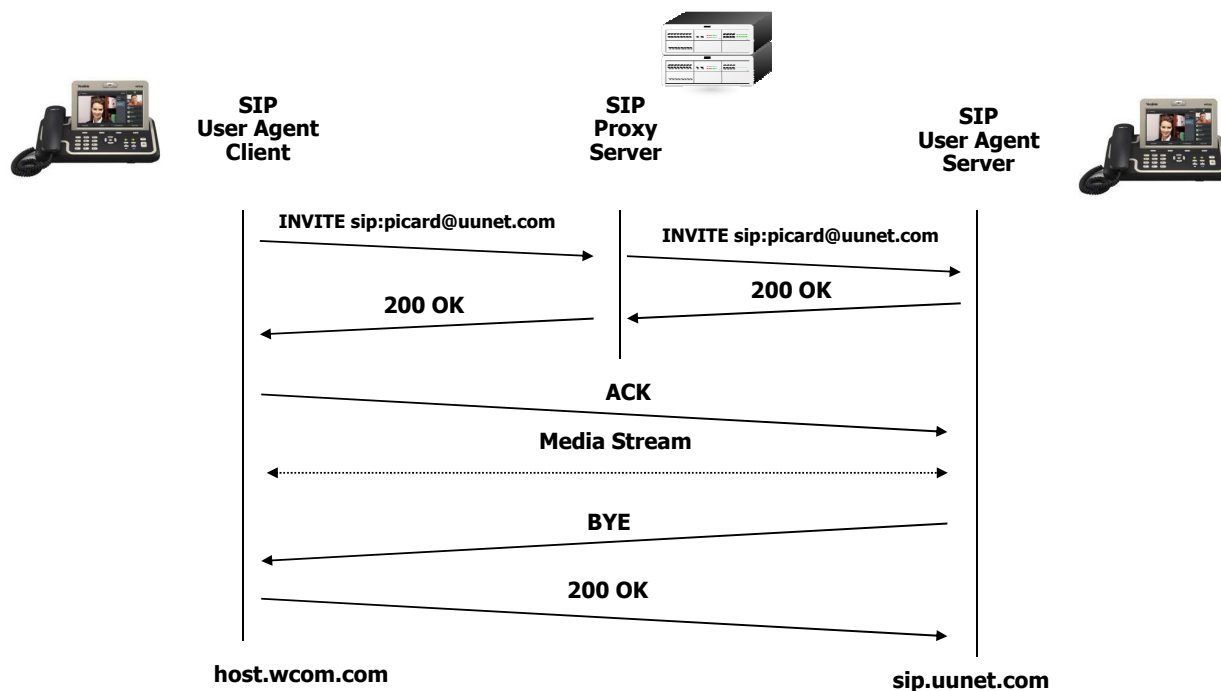 SIP
User Agent
Client
SIP
Proxy
Server
SIP
User Agent
Server
INVITE sip:picard@uunet.com
INVITE sip:picard@uunet.com
200 OK
200 OK
ACK
Media Stream
BYE
200 OK
host.wcom.com
sip.uunet.com